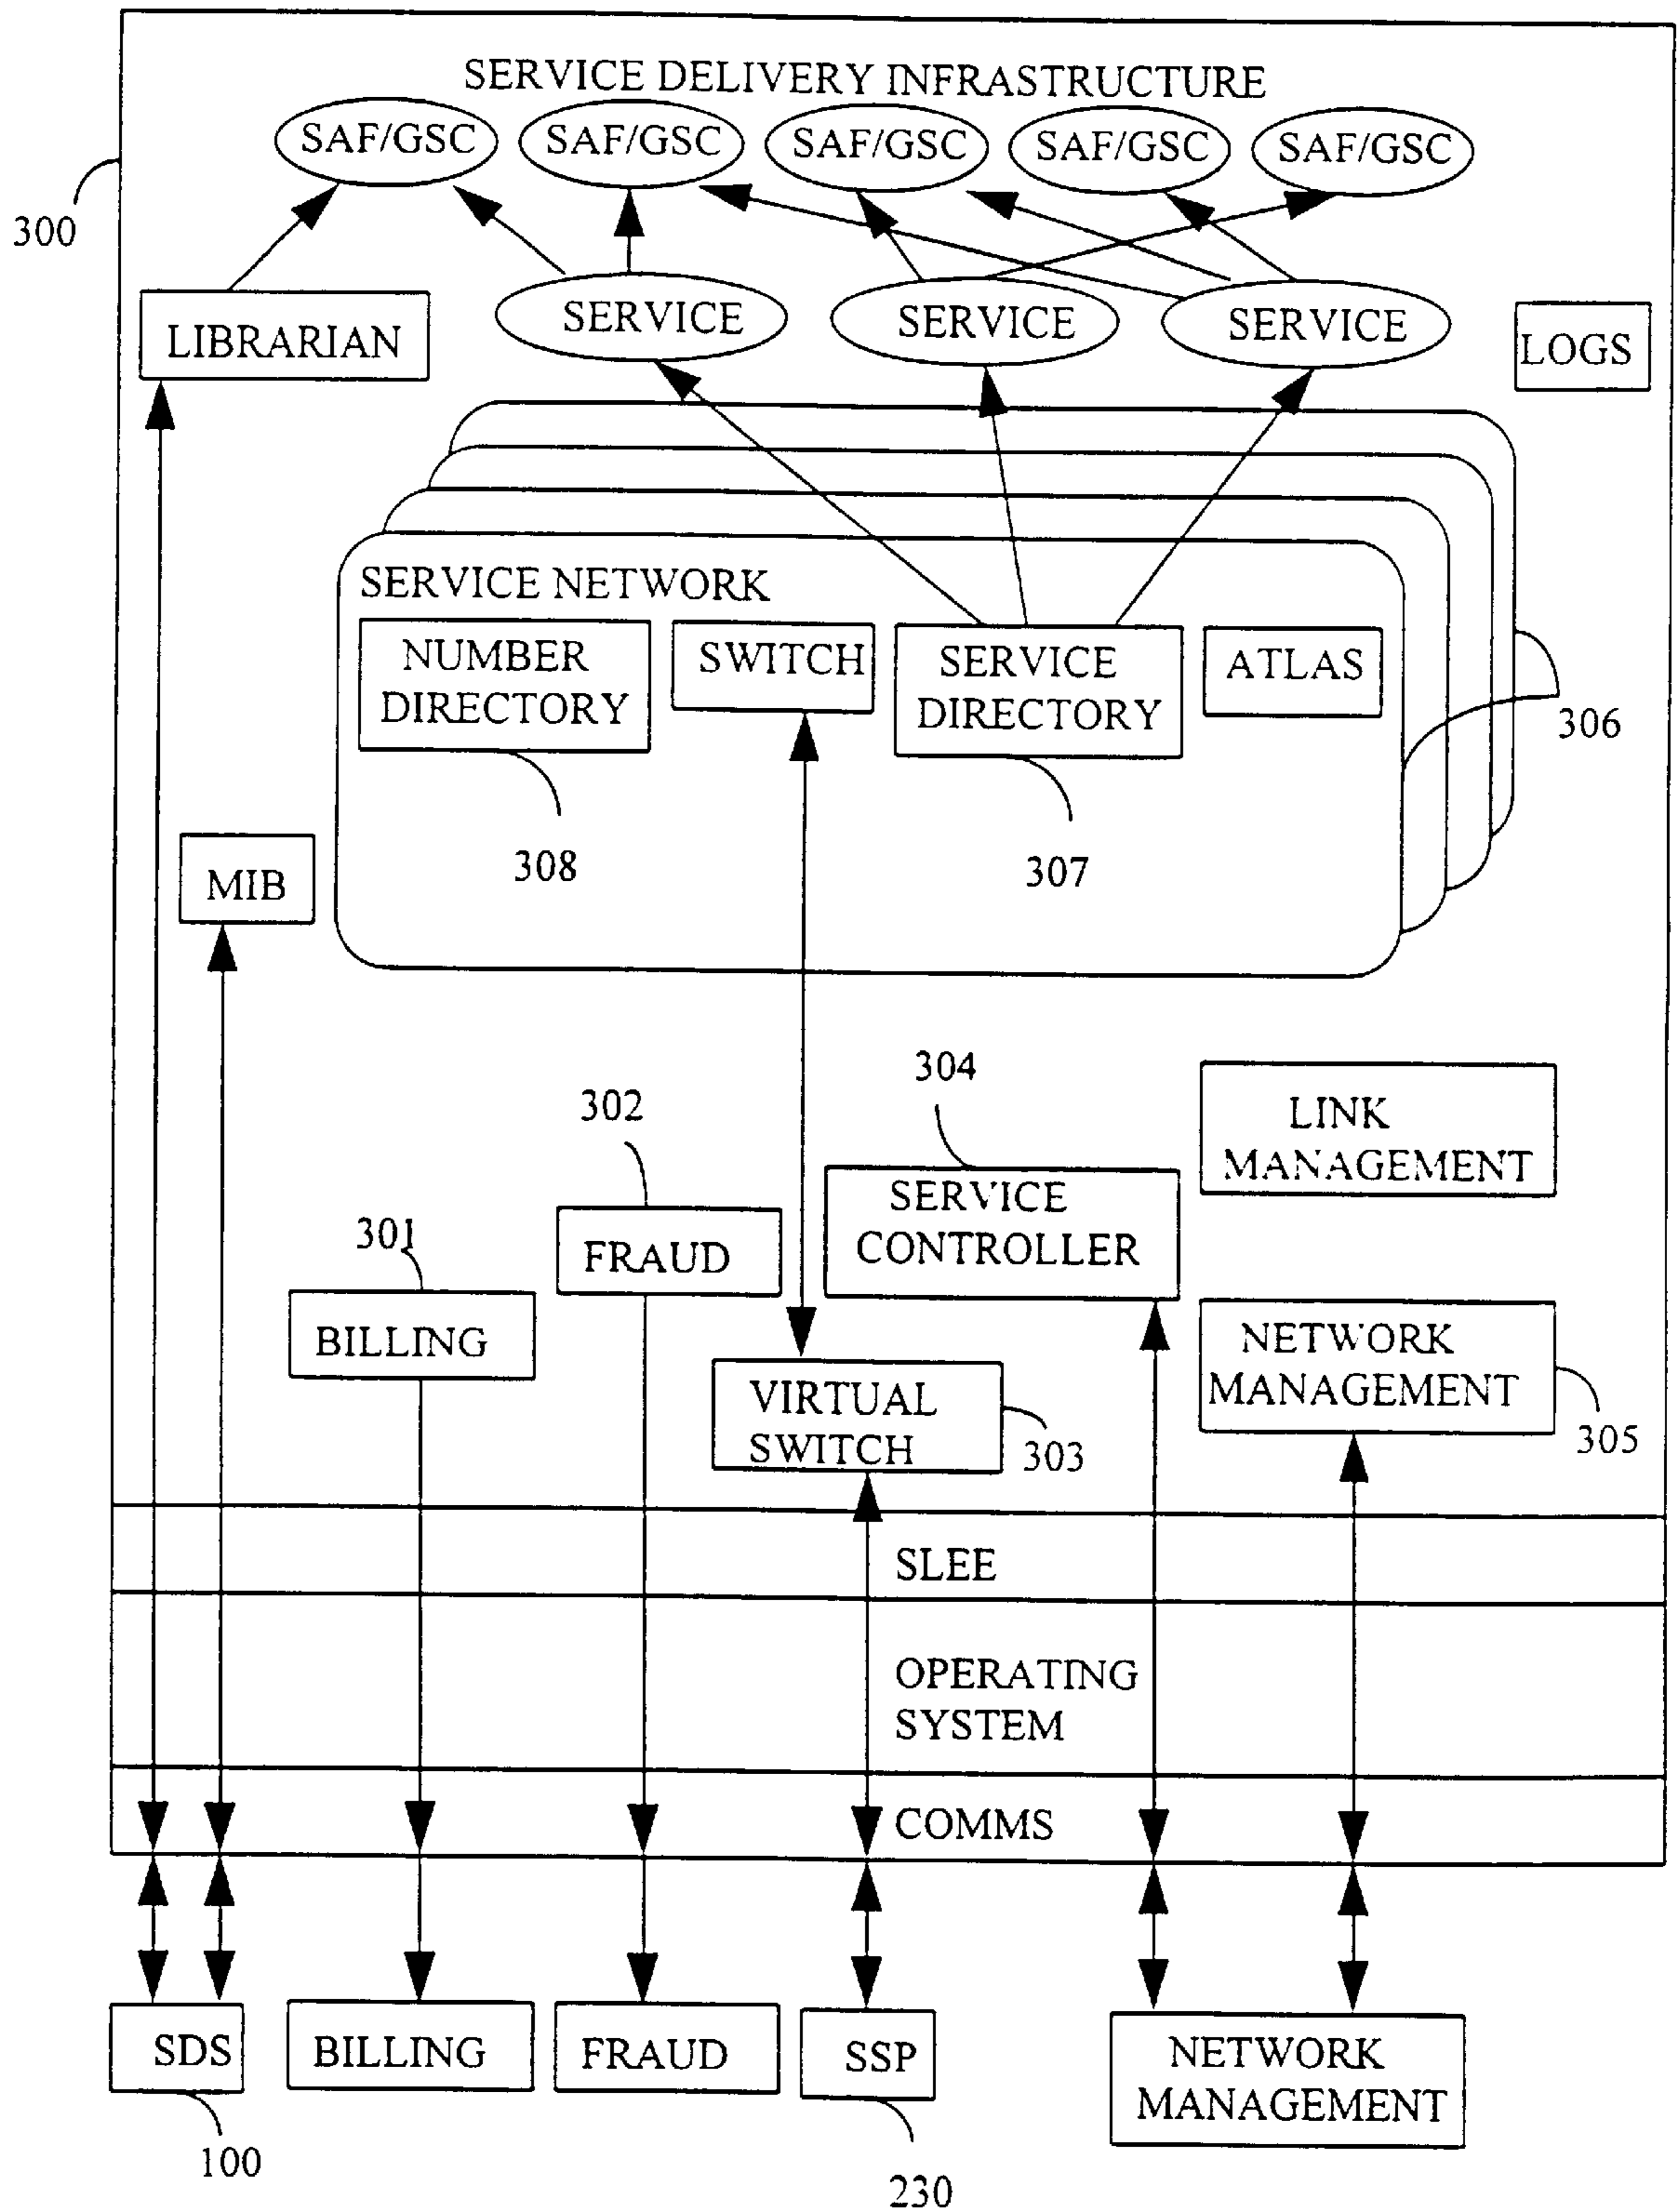 SERVICE DELIVERY INFRASTRUCTURE
SAF/GSC
SAF/GSC
SAF/GSC
SAF/GSC
SAF/GSC
300
LIBRARIAN
SERVICE
SERVICE
SERVICE
LOGS
SERVICE NETWORK
NUMBER
DIRECTORY
SWITCH
SERVICE
DIRECTORY
ATLAS
306
308
307
MIB
304
302
LINK
MANAGEMENT
SERVICE
CONTROLLER
301
FRAUD
BILLING
NETWORK
MANAGEMENT
VIRTUAL
SWITCH
303
305
SLEE
OPERATING
SYSTEM
COMMS
SDS
BILLING
FRAUD
SSP
NETWORK
MANAGEMENT
100
230